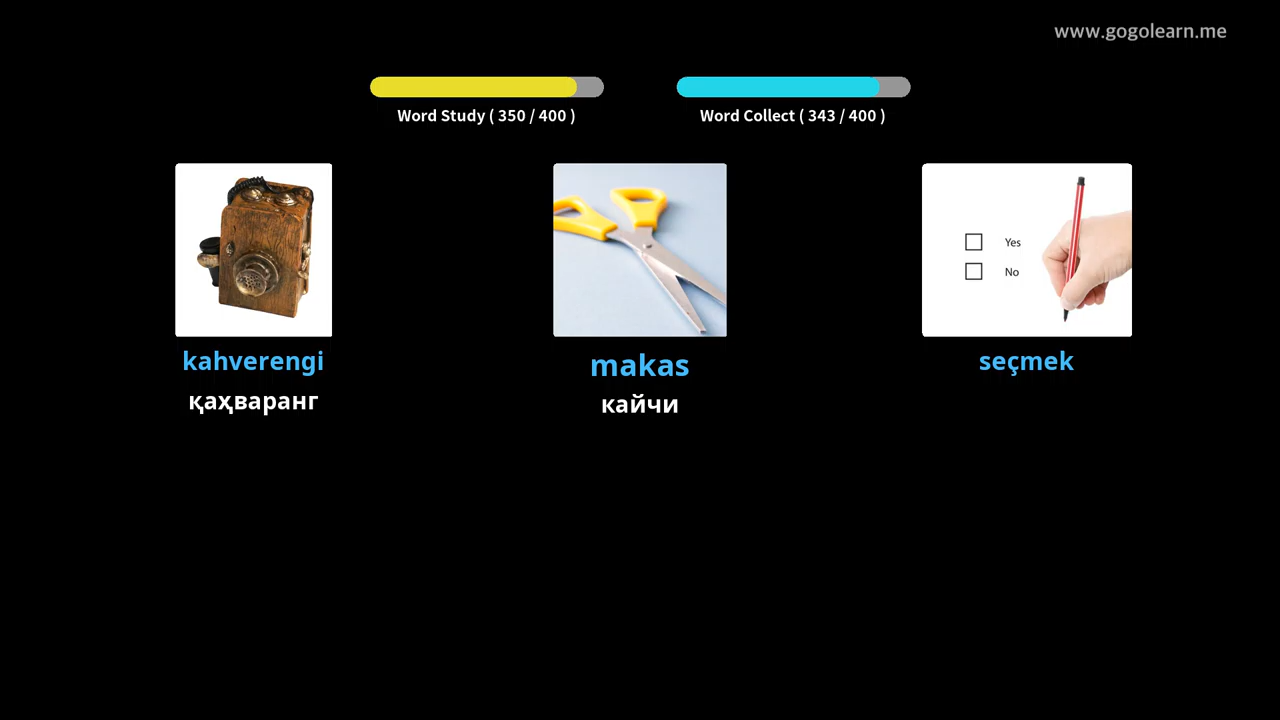 www.gogolearn.me
Word Study ( 350 / 400 )
Word Collect ( 343 / 400 )
Yes
No
kahverengi
makas
seçmek
қаҳваранг
кайчи